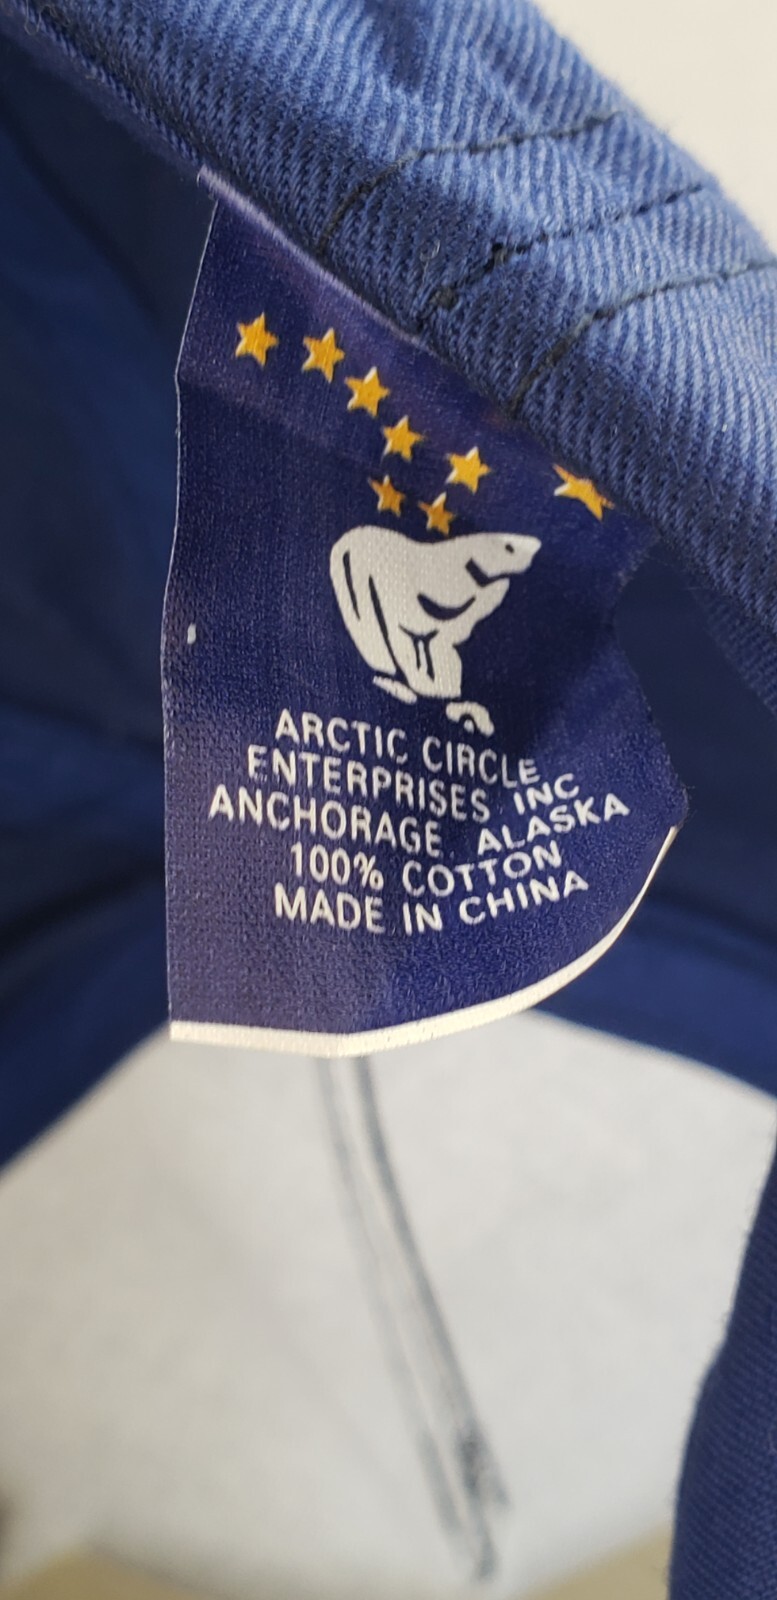 ARCTIC CIRCLE
ENTERPRISES INC
ANCHORAGE, ALASKA
100% COTTON
MADE IN CHINA